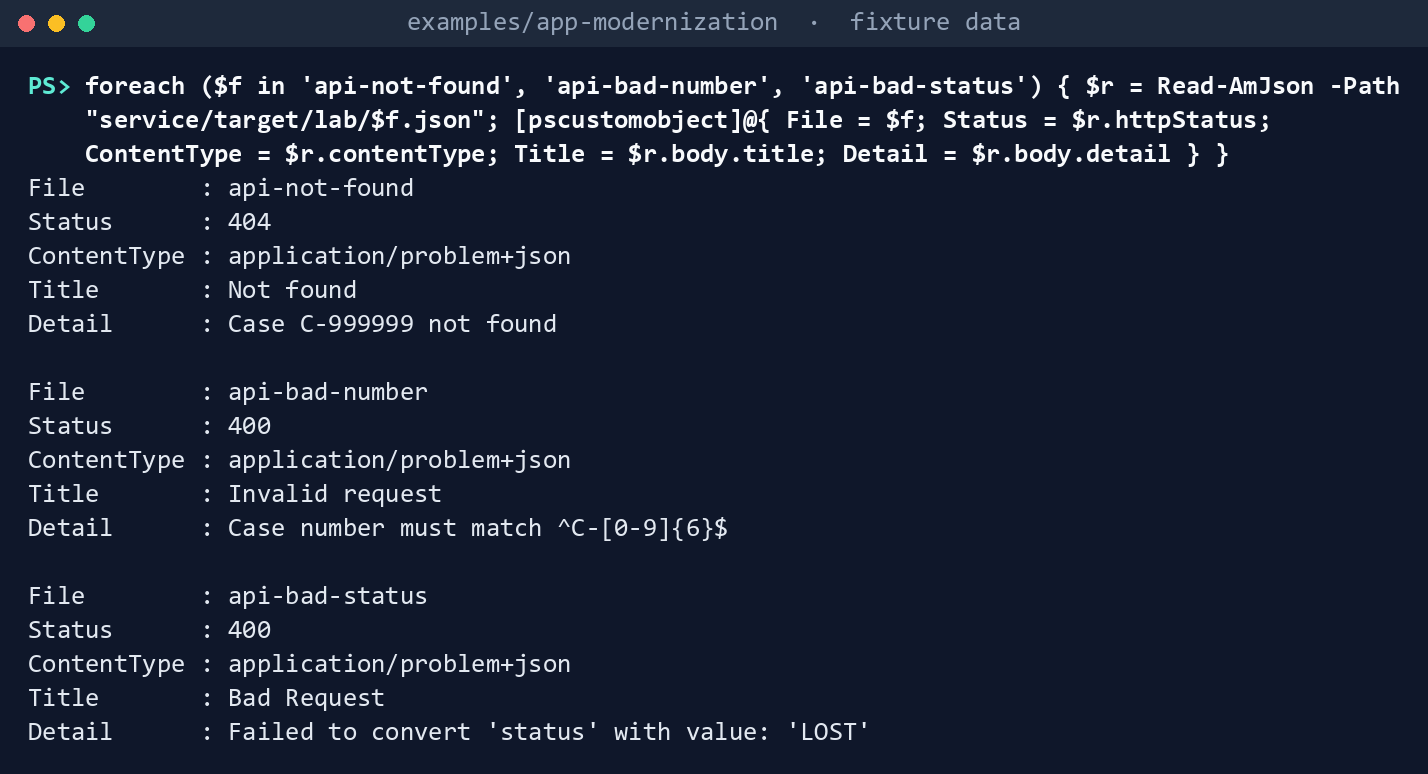 examples/app-modernization · fixture data
PS> foreach ($f in 'api-not-found', 'api-bad-number', 'api-bad-status') { $r = Read-AmJson -Path
"service/target/lab/$f.json"; [pscustomobject]@{ File = $f; Status = $r.httpStatus;
ContentType = $r.contentType; Title = $r.body.title; Detail = $r.body.detail } }
File        : api-not-found
Status      : 404
ContentType : application/problem+json
Title       : Not found
Detail      : Case C-999999 not found

File        : api-bad-number
Status      : 400
ContentType : application/problem+json
Title       : Invalid request
Detail      : Case number must match ^C-[0-9]{6}$

File        : api-bad-status
Status      : 400
ContentType : application/problem+json
Title       : Bad Request
Detail      : Failed to convert 'status' with value: 'LOST'